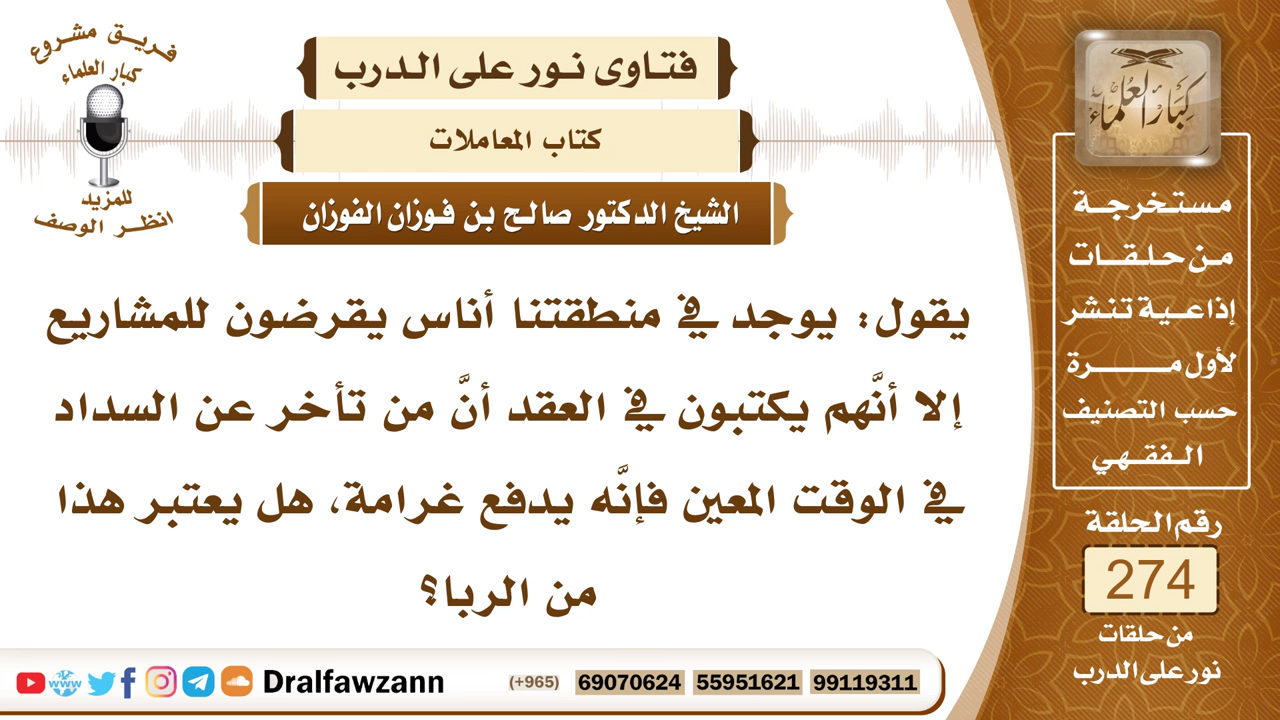 فتاوى نور على الدرب
كتاب المعاملات
الشيخ الدكتور صالح بن فوزان الفوزان
فريق مشروع
كبار العلماء
للمزيد
انظر الوصف
يقول: يوجد في منطقتنا أناس يقرضون للمشاريع
إلا أنَّهم يكتبون في العقد أنَّ من تأخر عن السداد
في الوقت المعين فإنَّه يدفع غرامة، هل يعتبر هذا
من الربا؟
كبار العلماء
مستخرجة
من حلقات
إذاعية تنشر
لأول مرة
حسب التصنيف
الفقهي
رقم الحلقة
274
من حلقات
نور على الدرب
www
Dralfawzann
(+965) 69070624 55951621 99119311